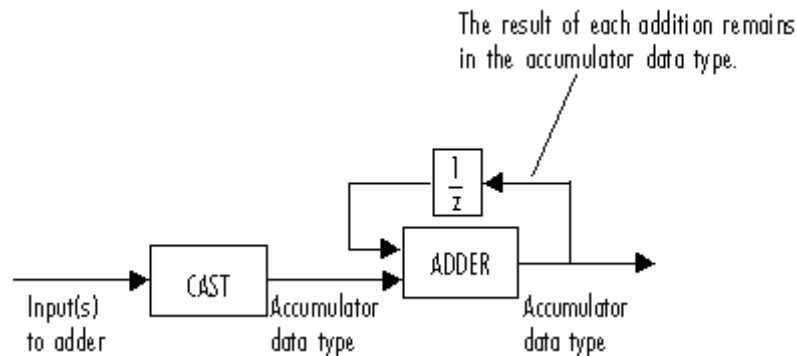 The result of each addition remains
in the accumulator data type.
1
z
ADDER
CAST
Input(s)
to adder
Accumulator
data type
Accumulator
data type